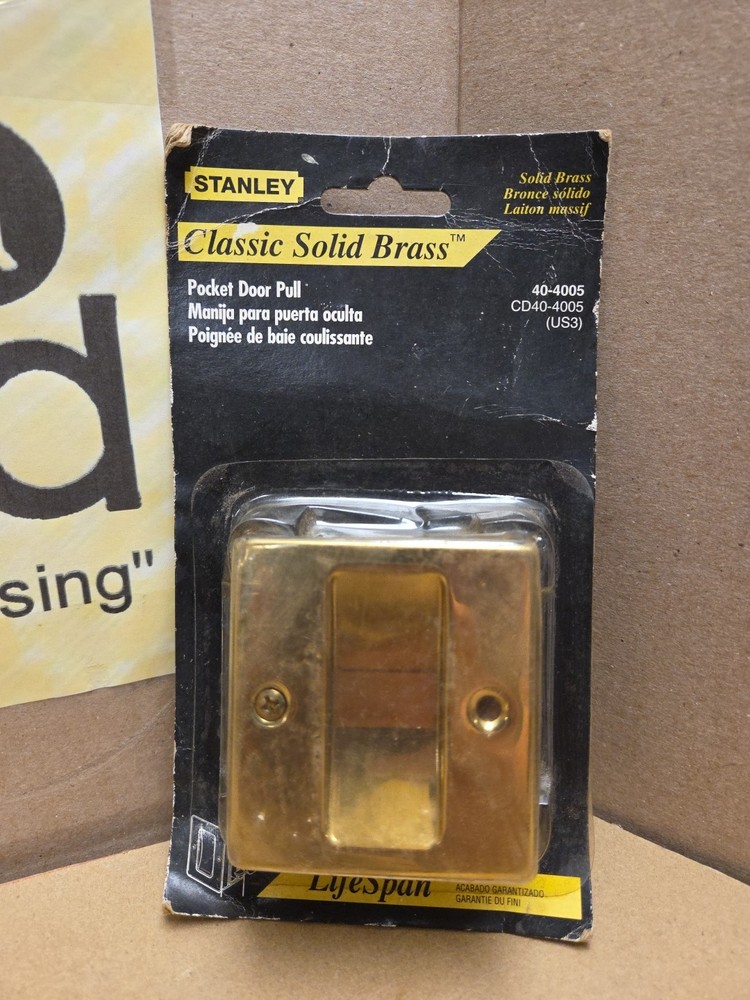 STANLEY
Solid Brass
Bronce sólido
Laiton massif
Classic Solid Brass™
Pocket Door Pull
Manija para puerta oculta
Poignée de baie coulissante
40-4005
CD40-4005
(US3)
d
sing"
LifeSpan
ACABADO GARANTIZADO
GARANTIE DU FINI